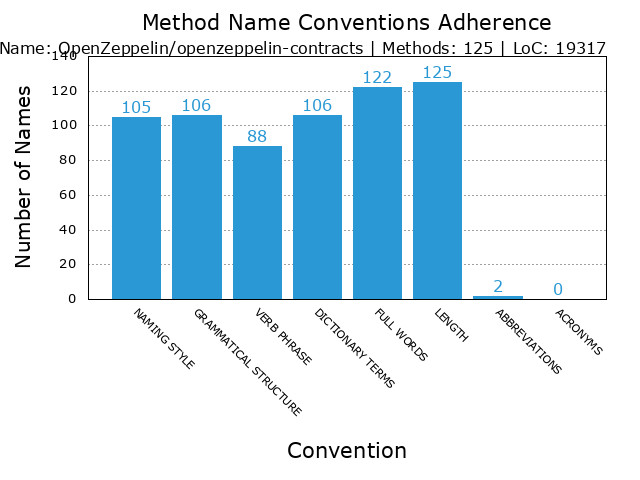 Method Name Conventions Adherence
Name: OpenZeppelin/openzeppelin-contracts | Methods: 125 | LoC: 19317
Number of Names
140
120
100
80
60
40
20
0
105
106
88
106
122
125
2
0
NAMING STYLE
GRAMMATICAL STRUCTURE
VERB PHRASE
DICTIONARY TERMS
FULL WORDS
LENGTH
ABBREVIATIONS
ACRONYMS
Convention